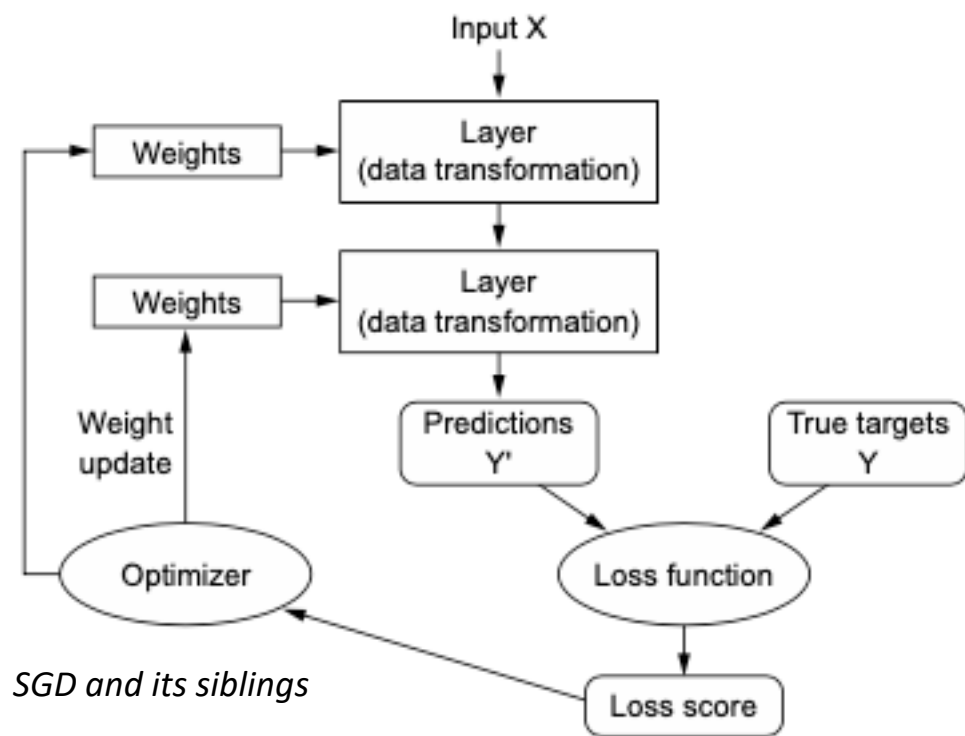 Input X
Weights
Layer
(data transformation)
Weights
Layer
(data transformation)
Weight
update
Predictions
Y'
True targets
Y
Optimizer
Loss function
SGD and its siblings
Loss score